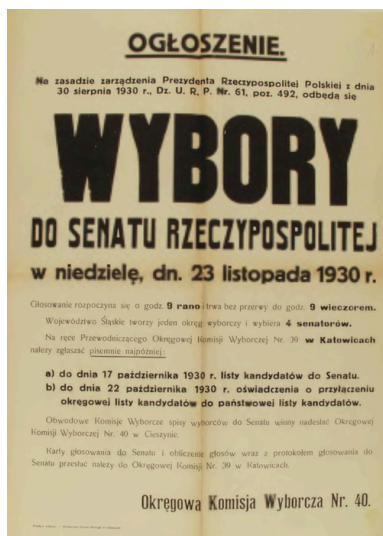 OGŁOSZENIE.
Na zasadzie zarządzenia Prezydenta Rzeczypospolitej Polskiej z dnia
30 sierpnia 1930 r., Dz. U. R. P. Nr. 61, poz. 492, odbędą się
WYBORY
DO SENATU RZECZYPOSPOLITEJ
w niedzielę, dn. 23 listopada 1930 r.
Głosowanie rozpoczyna się o godz. 9 rano i trwa bez przerwy do godz. 9 wieczorem.
Województwo Śląskie tworzy jeden okręg wyborczy i wybiera 4 senatorów.
Na ręce Przewodniczącego Okręgowej Komisji Wyborczej Nr. 39 w Katowicach
należy zgłaszać pisemnie najpóźniej:
a) do dnia 17 października 1930 r. listy kandydatów do Senatu.
b) do dnia 22 października 1930 r. oświadczenia o przyłączeniu
okręgowej listy kandydatów do państwowej listy kandydatów.
Obwodowe Komisje Wyborcze spisy wyborców do Senatu winny nadesłać Okręgowej
Komisji Wyborczej Nr. 40 w Cieszynie.
Karty głosowania do Senatu i obliczenie głosów wraz z protokołem głosowania do
Senatu przesłać należy do Okręgowej Komisji Nr. 39 w Katowicach.
Okręgowa Komisja Wyborcza Nr. 40.